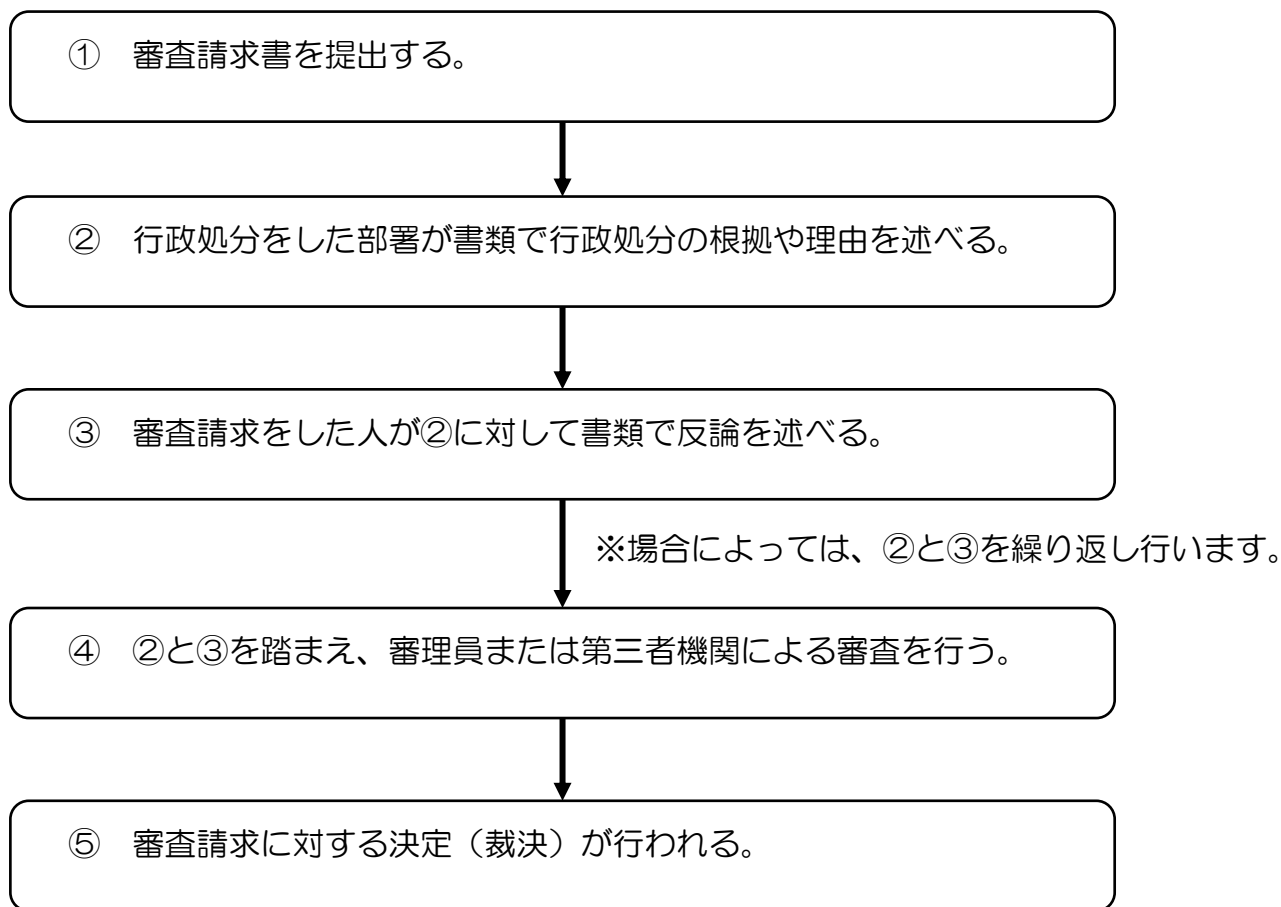 ① 審査請求書を提出する。
② 行政処分をした部署が書類で行政処分の根拠や理由を述べる。
③ 審査請求をした人が②に対して書類で反論を述べる。
※場合によっては、②と③を繰り返し行います。
④ ②と③を踏まえ、審理員または第三者機関による審査を行う。
⑤ 審査請求に対する決定（裁決）が行われる。